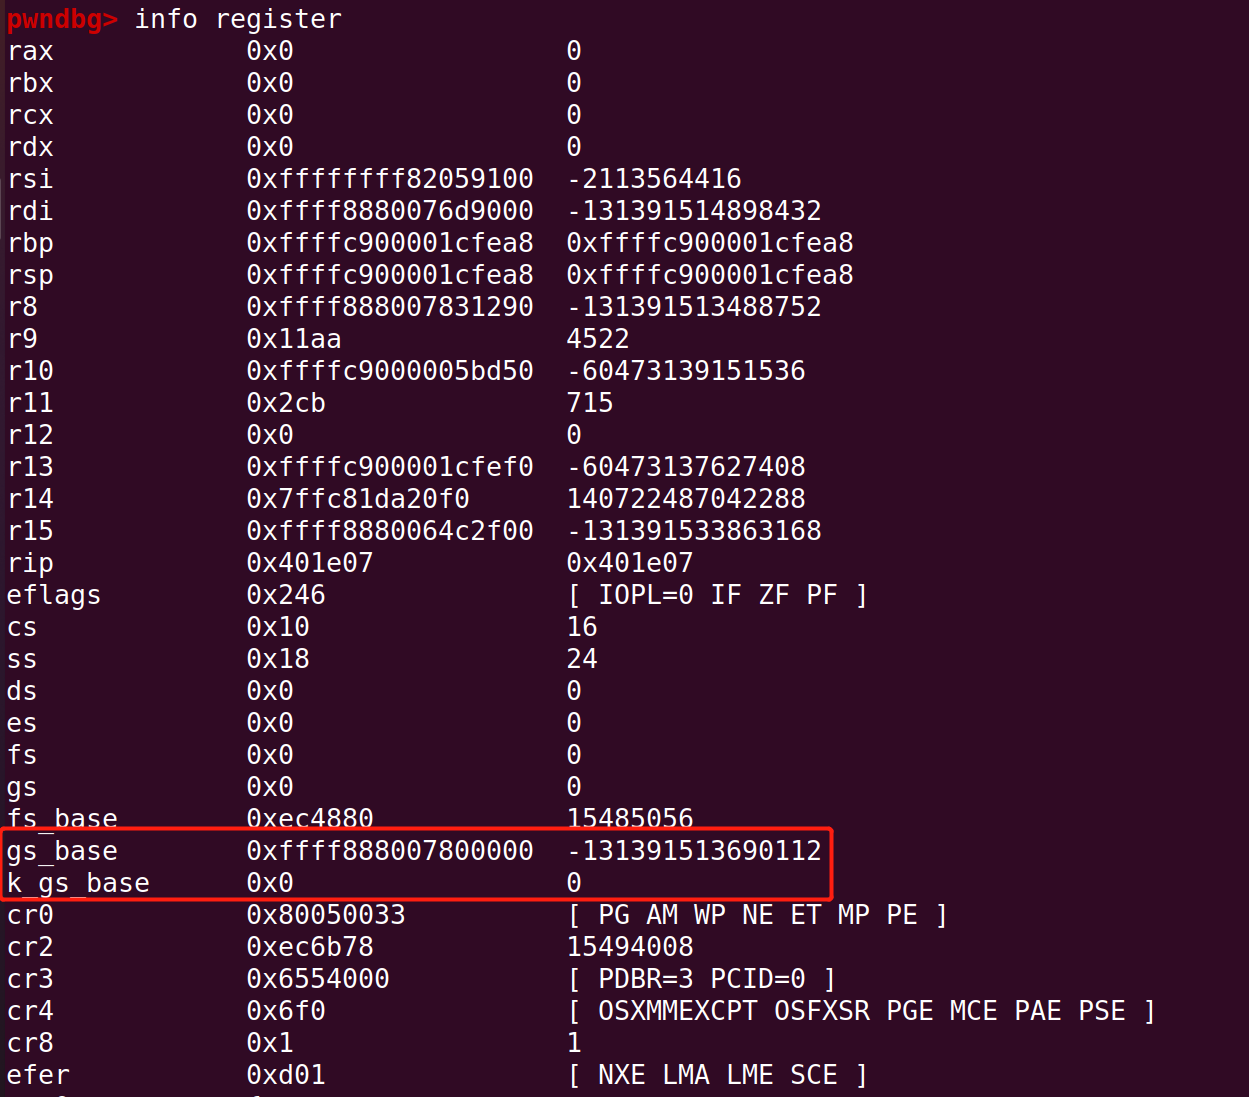 pwndbg> info register
rax            0x0                 0
rbx            0x0                 0
rcx            0x0                 0
rdx            0x0                 0
rsi            0xffffffff82059100  -2113564416
rdi            0xffff8880076d9000  -131391514898432
rbp            0xffffc900001cfea8  0xffffc900001cfea8
rsp            0xffffc900001cfea8  0xffffc900001cfea8
r8             0xffff888007831290  -131391513488752
r9             0x11aa              4522
r10            0xffffc9000005bd50  -60473139151536
r11            0x2cb               715
r12            0x0                 0
r13            0xffffc900001cfef0  -60473137627408
r14            0x7ffc81da20f0      140722487042288
r15            0xffff8880064c2f00  -131391533863168
rip            0x401e07            0x401e07
eflags         0x246               [ IOPL=0 IF ZF PF ]
cs             0x10                16
ss             0x18                24
ds             0x0                 0
es             0x0                 0
fs             0x0                 0
gs             0x0                 0
fs_base        0xec4880            15485056
gs_base        0xffff888007800000  -131391513690112
k_gs_base      0x0                 0
cr0            0x80050033          [ PG AM WP NE ET MP PE ]
cr2            0xec6b78            15494008
cr3            0x6554000           [ PDBR=3 PCID=0 ]
cr4            0x6f0               [ OSXMMEXCPT OSFXSR PGE MCE PAE PSE ]
cr8            0x1                 1
efer           0xd01               [ NXE LMA LME SCE ]